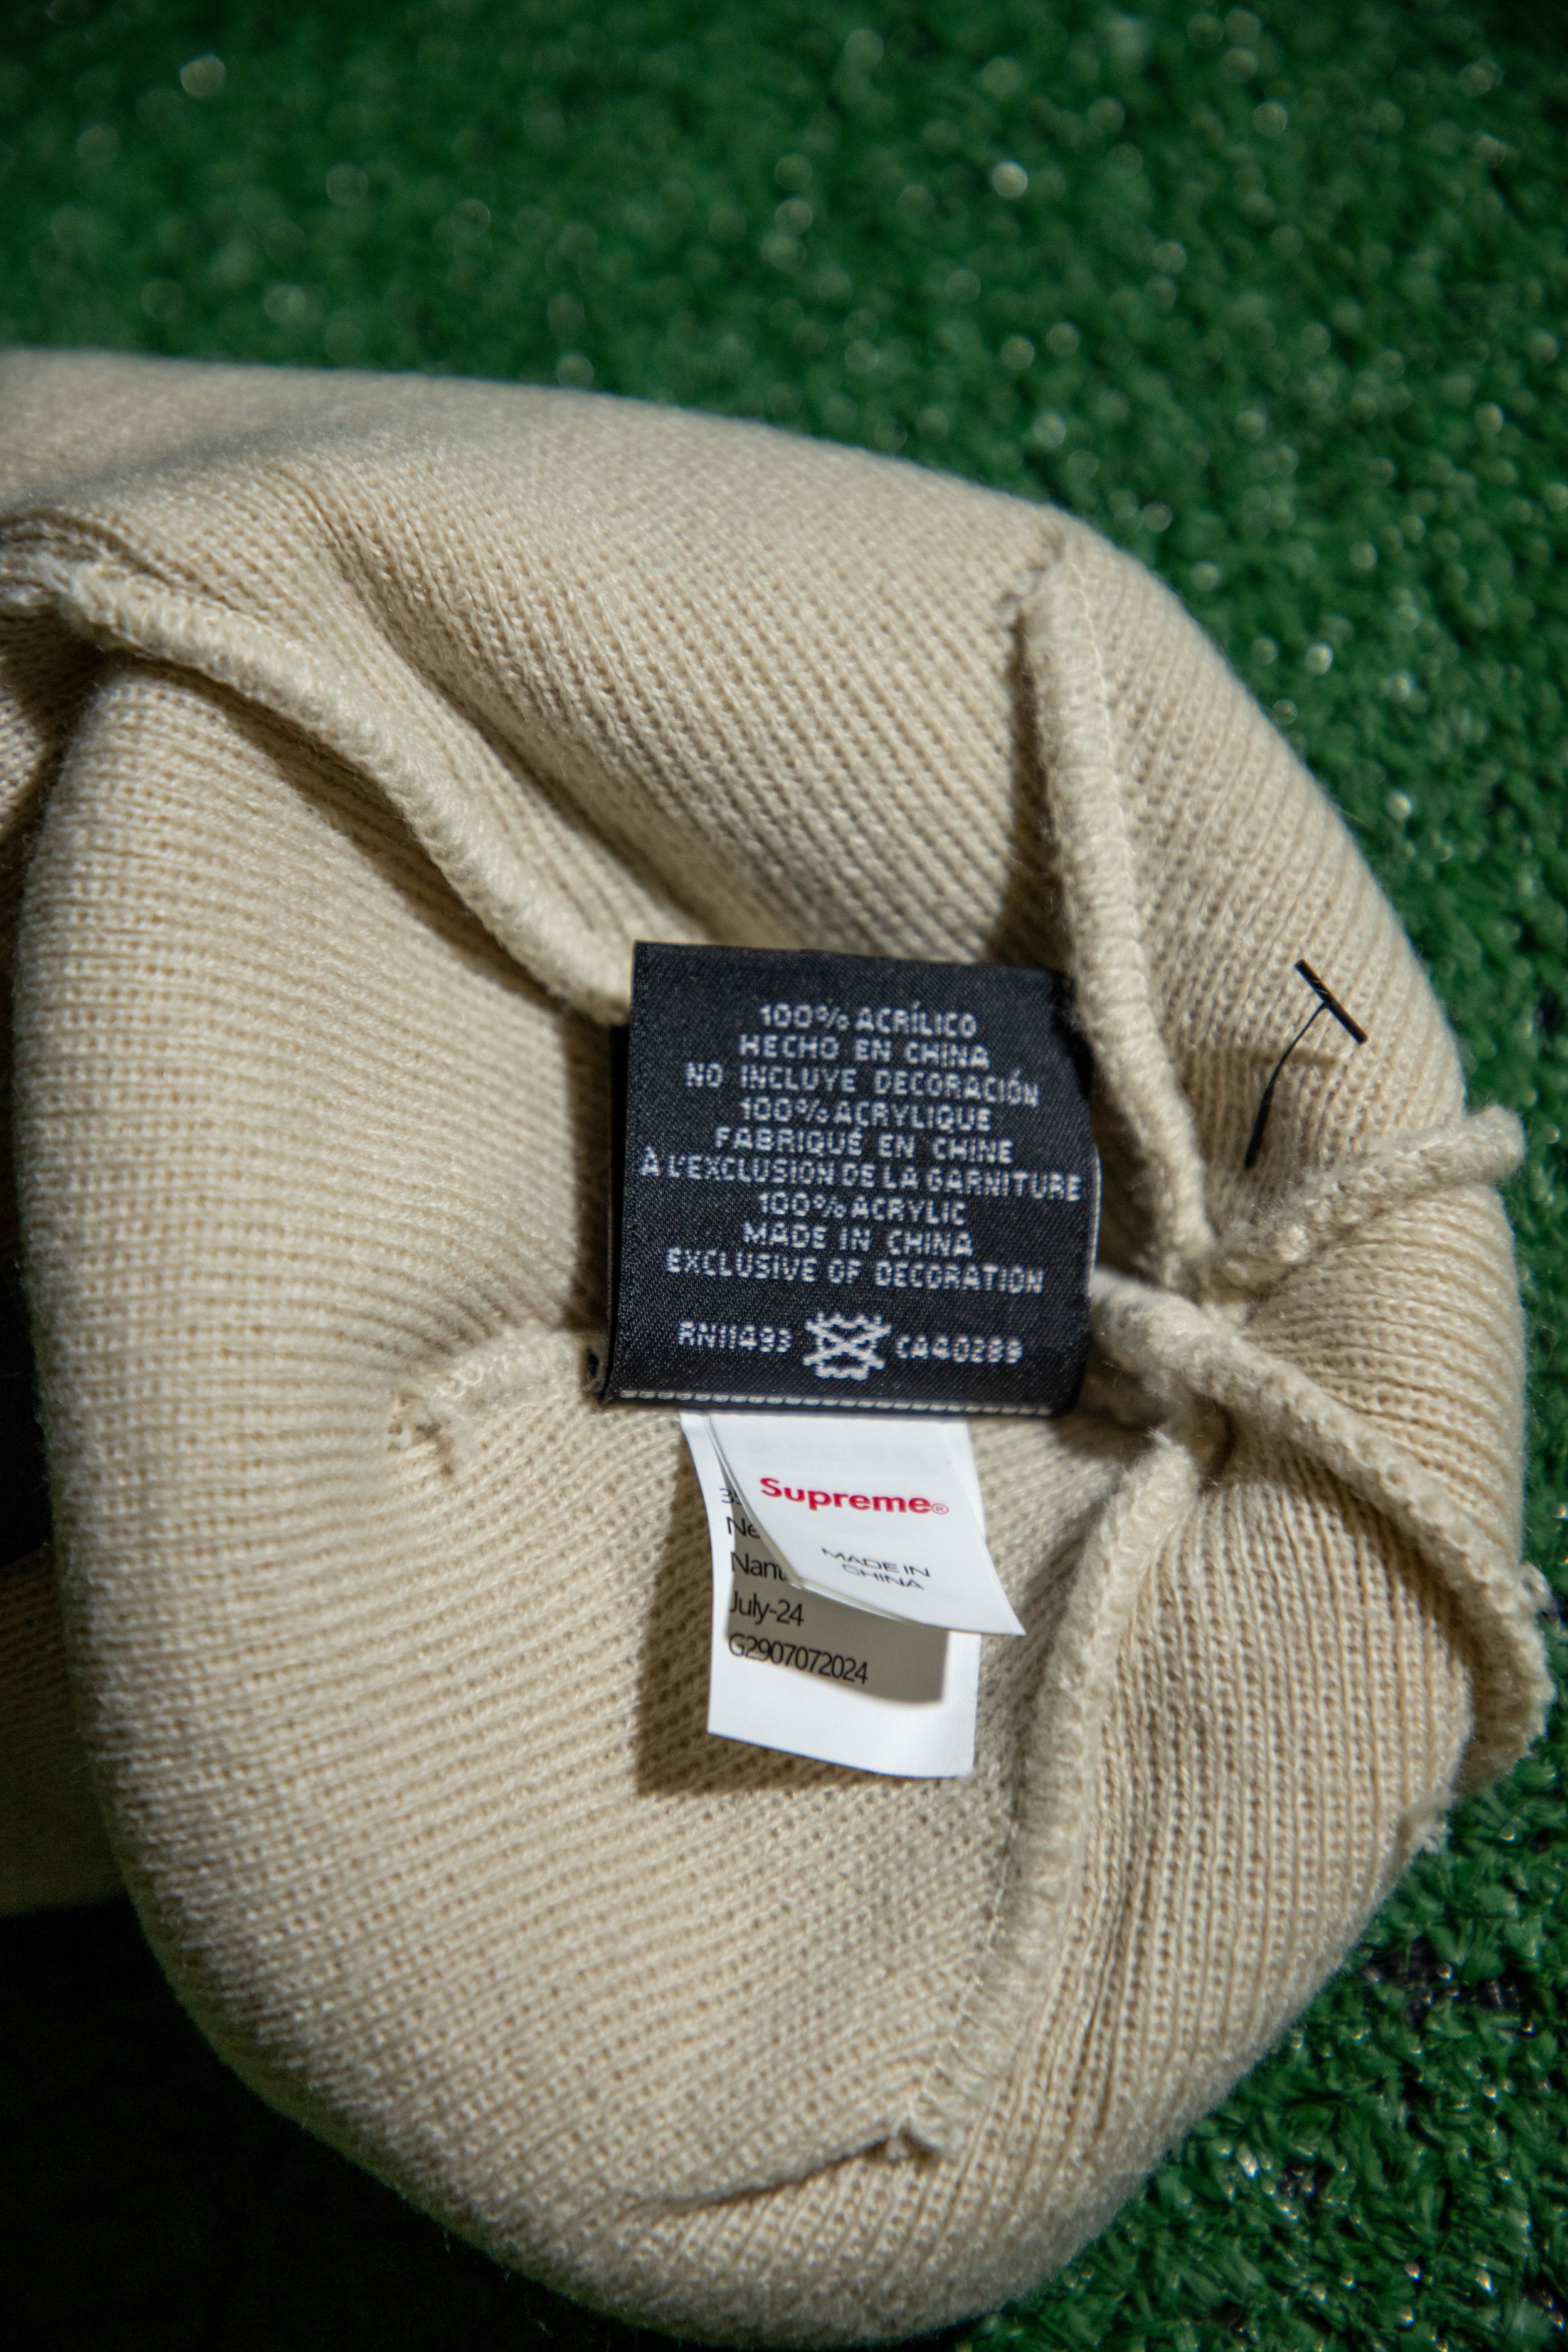 100% ACRÍLICO
HECHO EN CHINA
NO INCLUYE DECORACIÓN
100% ACRYLIQUE
FABRIQUÉ EN CHINE
À L'EXCLUSION DE LA GARNITURE
100% ACRYLIC
MADE IN CHINA
EXCLUSIVE OF DECORATION
RN11493 CA40289
Supreme®
MADE IN
CHINA
July-24
G2907072024